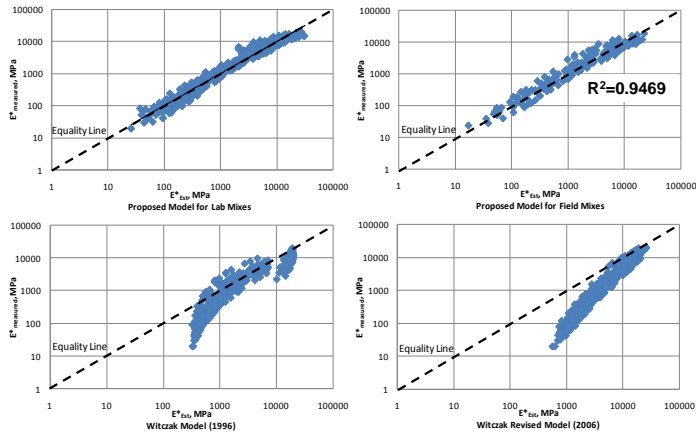 100000
10000
1000
100
10
1
E*measured, MPa
Equality Line
1 10 100 1000 10000 100000
E*Est, MPa
Proposed Model for Lab Mixes
100000
10000
1000
100
10
1
E*measured, MPa
R²=0.9469
Equality Line
1 10 100 1000 10000 100000
E*Est, MPa
Proposed Model for Field Mixes
100000
10000
1000
100
10
1
E*measured, MPa
Equality Line
1 10 100 1000 10000 100000
E*Est, MPa
Witczak Model (1996)
100000
10000
1000
100
10
1
E*measured, MPa
Equality Line
1 10 100 1000 10000 100000
E*Est, MPa
Witczak Revised Model (2006)